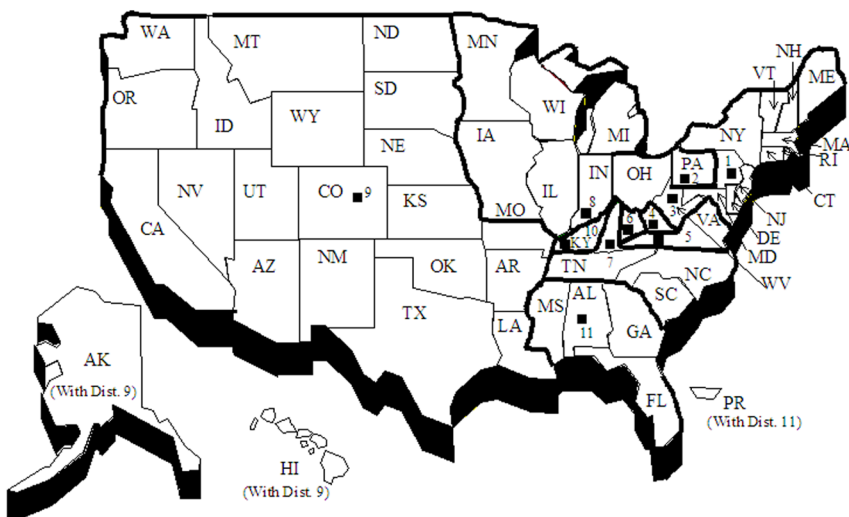 WA
MT
ND
MN
NH
VT
ME
OR
ID
SD
WI
MI
NY
WY
MA
RI
CT
NE
IA
PA
1
2
NV
UT
CO
9
KS
IL
IN
OH
3
NJ
DE
MD
WV
CA
MO
8
10
KY
6
4
VA
5
7
AZ
NM
OK
AR
TN
NC
SC
TX
LA
MS
AL
11
GA
FL
AK
(With Dist. 9)
HI
(With Dist. 9)
PR
(With Dist. 11)